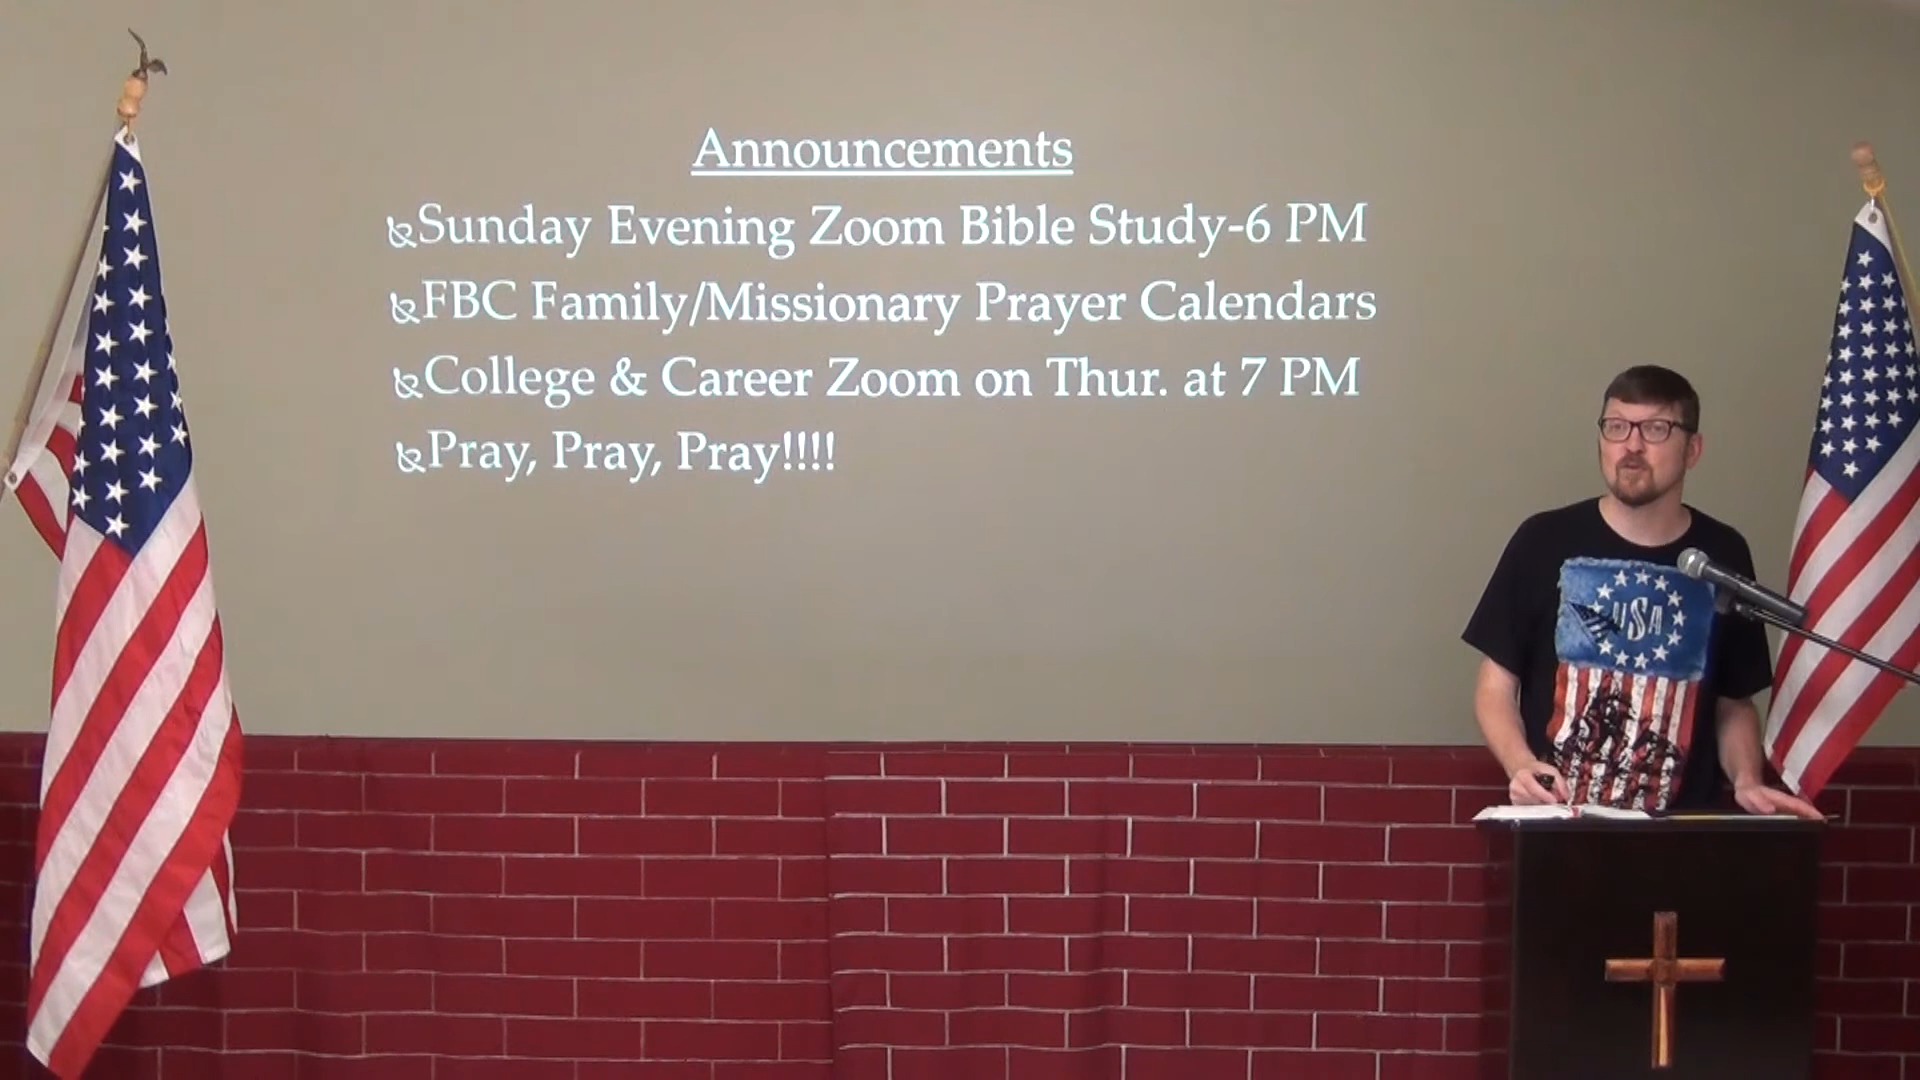 Announcements
Sunday Evening Zoom Bible Study-6 PM
FBC Family/Missionary Prayer Calendars
College & Career Zoom on Thur. at 7 PM
Pray, Pray, Pray!!!!
USA